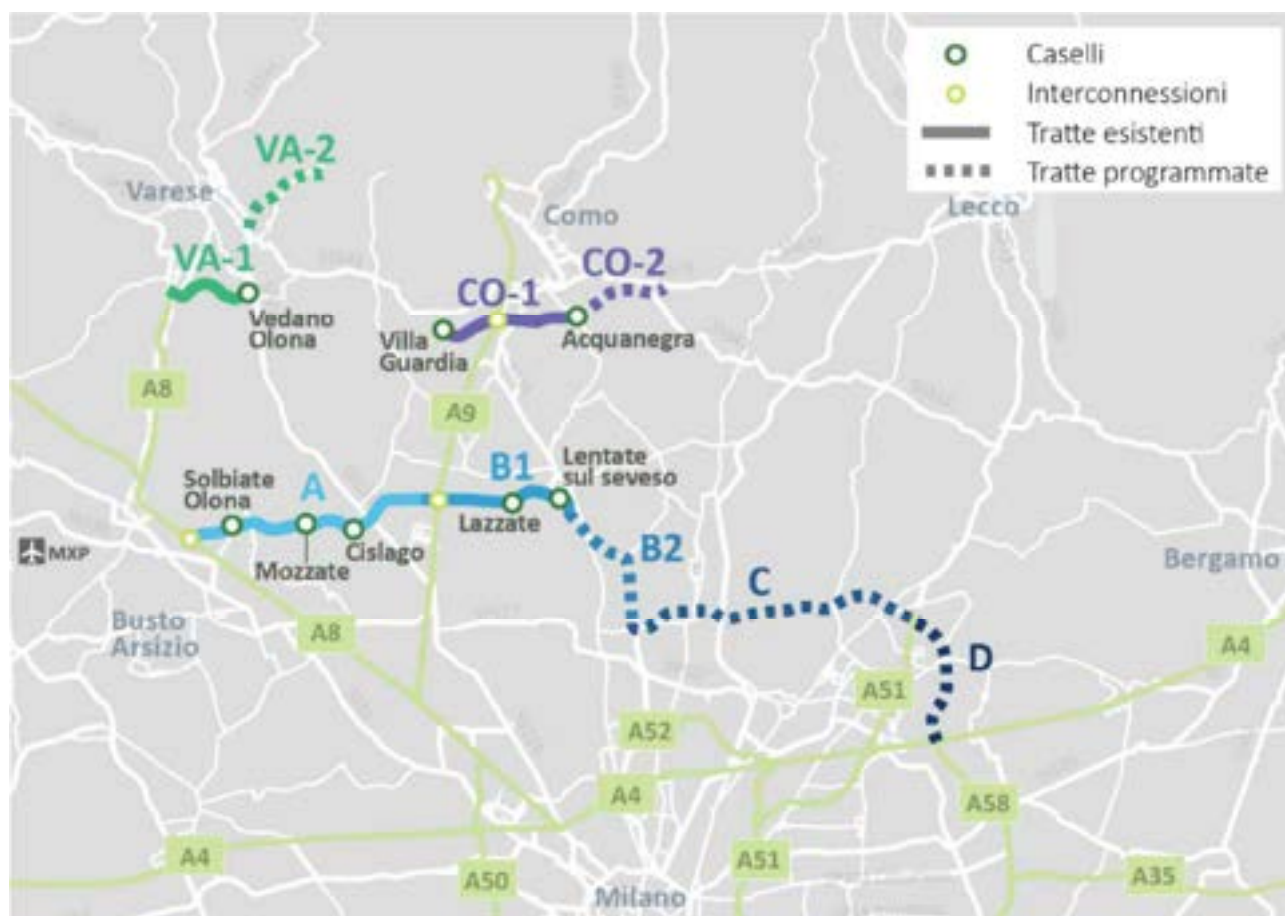 Caselli
Interconnessioni
Tratte esistenti
Tratte programmate
VA-2
Varese
Lecco
Como
VA-1
CO-2
CO-1
Vedano
Olona
Villa
Guardia
Acquanegra
A8
A9
Solbiate
Olona
A
B1
Lentate
sul seveso
Lazzate
Cislago
Mozzate
MXP
B2
C
Bergamo
Busto
Arsizio
A8
D
A4
A51
A52
A4
A58
A4
A50
A51
A35
Milano